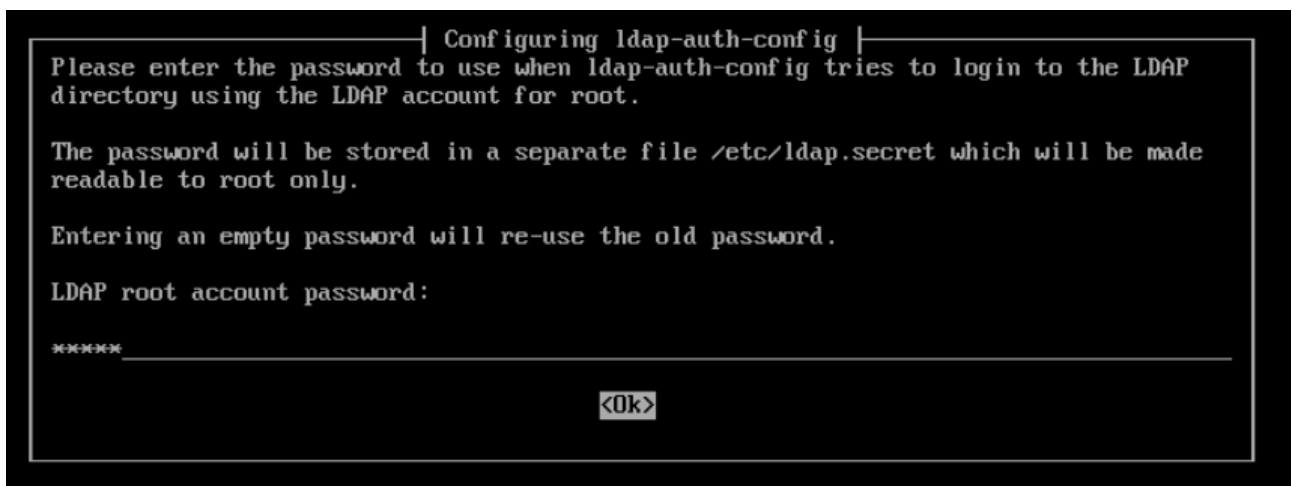 Configuring ldap-auth-config
Please enter the password to use when ldap-auth-config tries to login to the LDAP
directory using the LDAP account for root.
The password will be stored in a separate file /etc/ldap.secret which will be made
readable to root only.
Entering an empty password will re-use the old password.
LDAP root account password:
*****
<Ok>